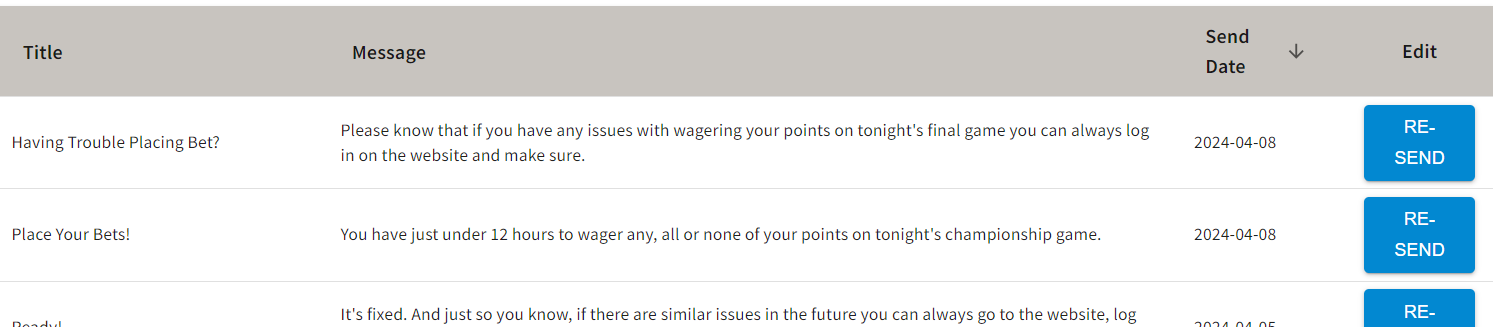 Title
Message
Send
Date
Edit
Having Trouble Placing Bet?
Please know that if you have any issues with wagering your points on tonight's final game you can always log
in on the website and make sure.
2024-04-08
RE-
SEND
Place Your Bets!
You have just under 12 hours to wager any, all or none of your points on tonight's championship game.
2024-04-08
RE-
SEND
Ready!
It's fixed. And just so you know, if there are similar issues in the future you can always go to the website, log
2024-04-05
RE-